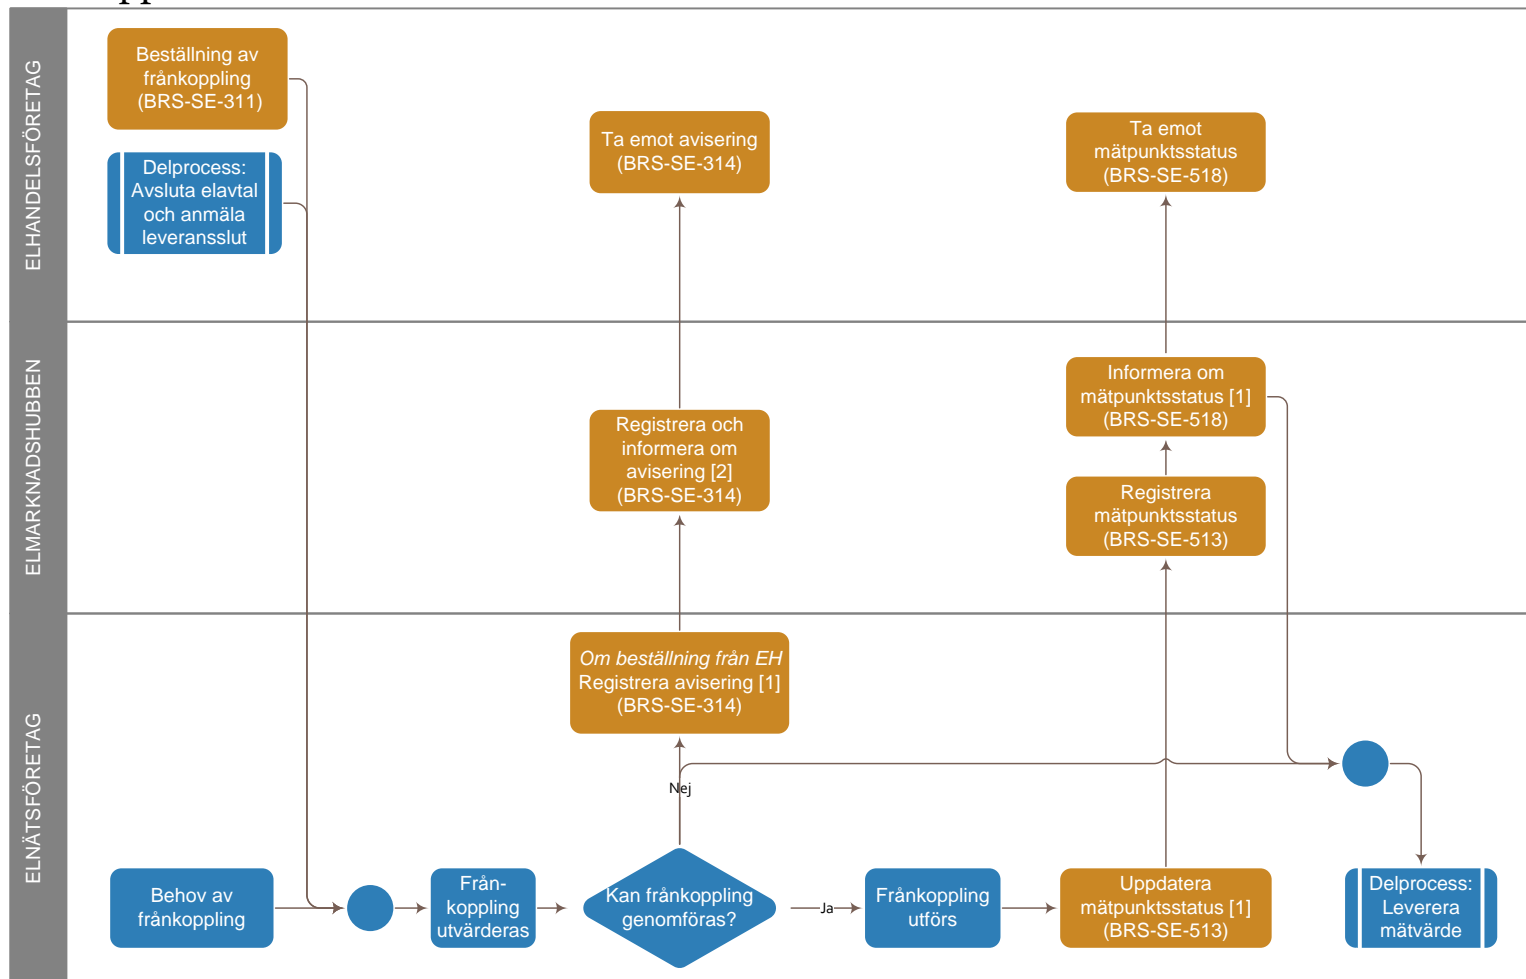 ELHANDELSFÖRETAG
Beställning av
frånkoppling
(BRS-SE-311)
Delprocess:
Avsluta elavtal
och anmäla
leveransslut
Ta emot avisering
(BRS-SE-314)
Ta emot
mätpunktsstatus
(BRS-SE-518)
ELMARKNADSHUBBEN
Registrera och
informera om
avisering [2]
(BRS-SE-314)
Informera om
mätpunktsstatus [1]
(BRS-SE-518)
Registrera
mätpunktsstatus
(BRS-SE-513)
ELNÄTSFÖRETAG
Om beställning från EH
Registrera avisering [1]
(BRS-SE-314)
Nej
Behov av
frånkoppling
Från-
koppling
utvärderas
Kan frånkoppling
genomföras?
Ja
Frånkoppling
utförs
Uppdatera
mätpunktsstatus [1]
(BRS-SE-513)
Delprocess:
Leverera
mätvärde